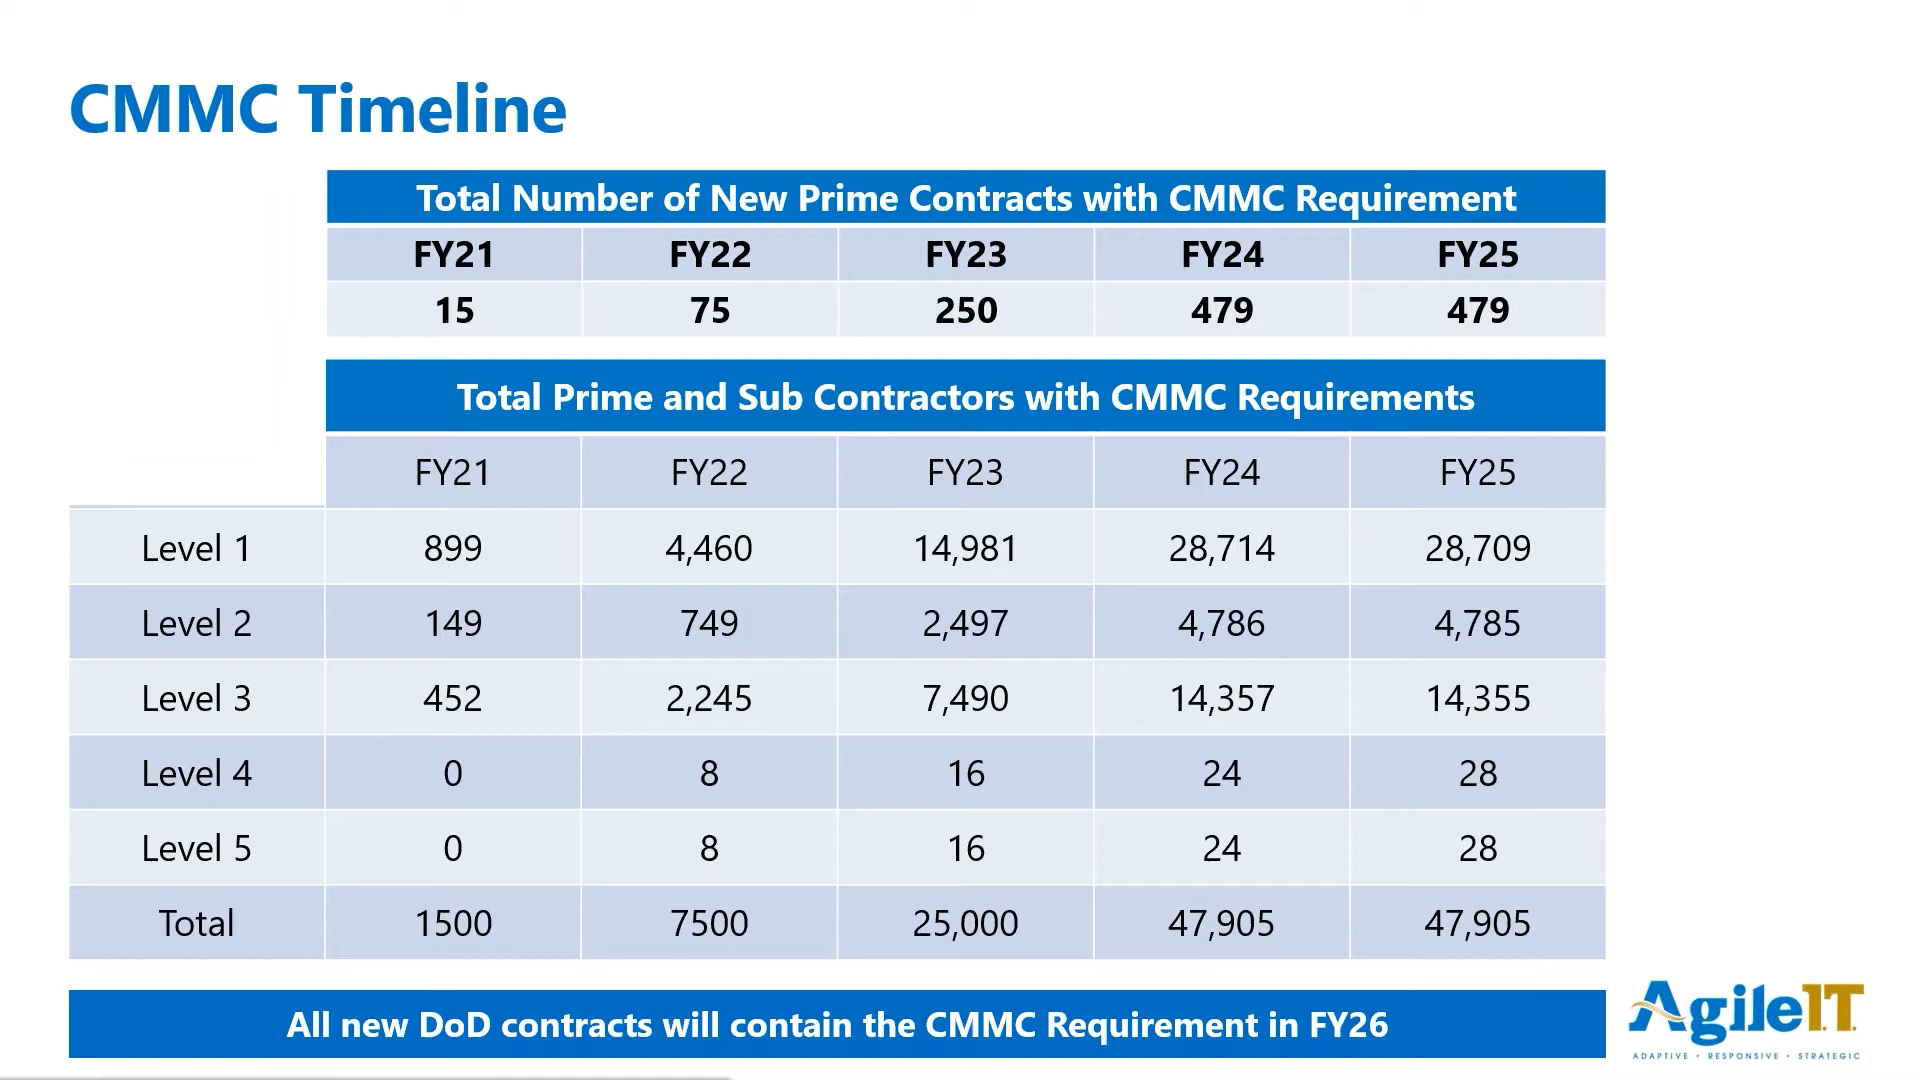 CMMC Timeline
Total Number of New Prime Contracts with CMMC Requirement
FY21 FY22 FY23 FY24 FY25
15 75 250 479 479
Total Prime and Sub Contractors with CMMC Requirements
FY21 FY22 FY23 FY24 FY25
Level 1 899 4,460 14,981 28,714 28,709
Level 2 149 749 2,497 4,786 4,785
Level 3 452 2,245 7,490 14,357 14,355
Level 4 0 8 16 24 28
Level 5 0 8 16 24 28
Total 1500 7500 25,000 47,905 47,905
All new DoD contracts will contain the CMMC Requirement in FY26
AgileI.T.
ADAPTIVE • RESPONSIVE • STRATEGIC